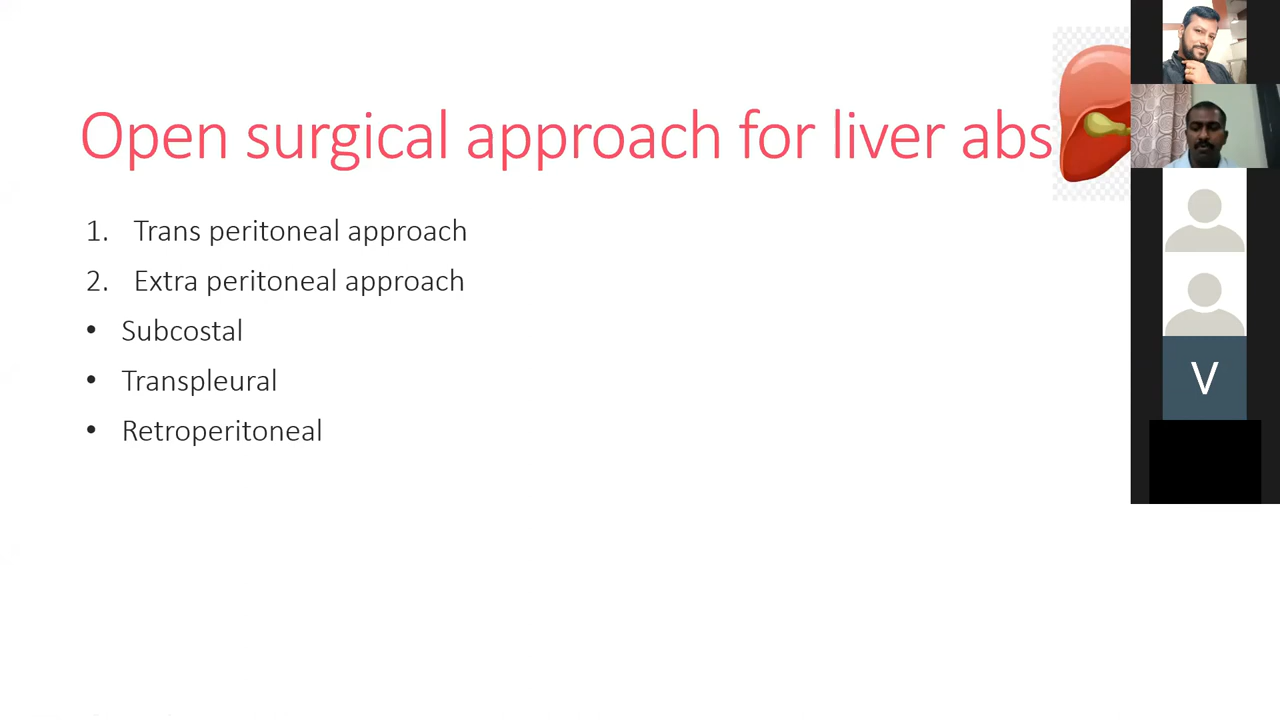 Open surgical approach for liver abs
1. Trans peritoneal approach
2. Extra peritoneal approach
• Subcostal
• Transpleural
• Retroperitoneal
V